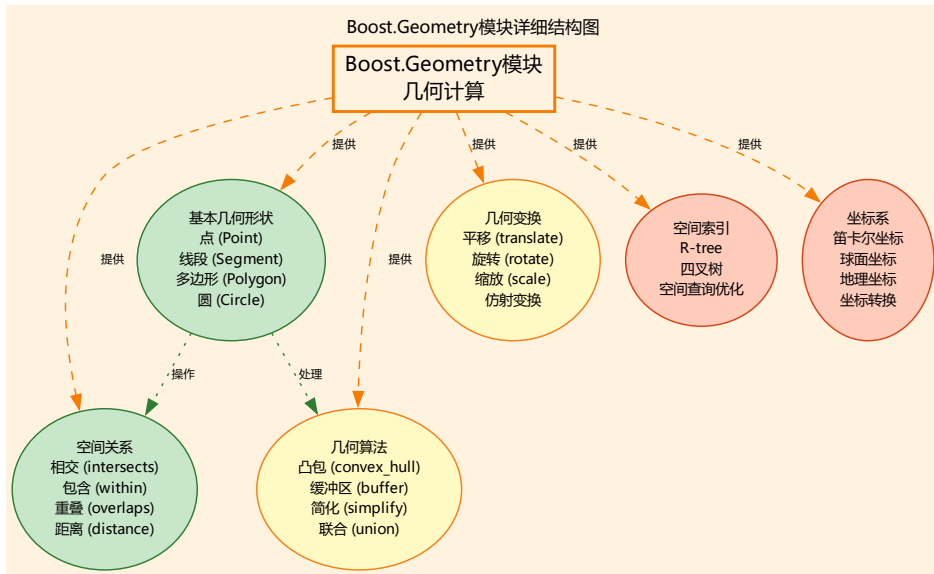 Boost.Geometry模块详细结构图
Boost.Geometry模块
几何计算
提供
提供
提供
提供
提供
提供
基本几何形状
点 (Point)
线段 (Segment)
多边形 (Polygon)
圆 (Circle)
几何变换
平移 (translate)
旋转 (rotate)
缩放 (scale)
仿射变换
空间索引
R-tree
四叉树
空间查询优化
坐标系
笛卡尔坐标
球面坐标
地理坐标
坐标转换
操作
处理
空间关系
相交 (intersects)
包含 (within)
重叠 (overlaps)
距离 (distance)
几何算法
凸包 (convex_hull)
缓冲区 (buffer)
简化 (simplify)
联合 (union)